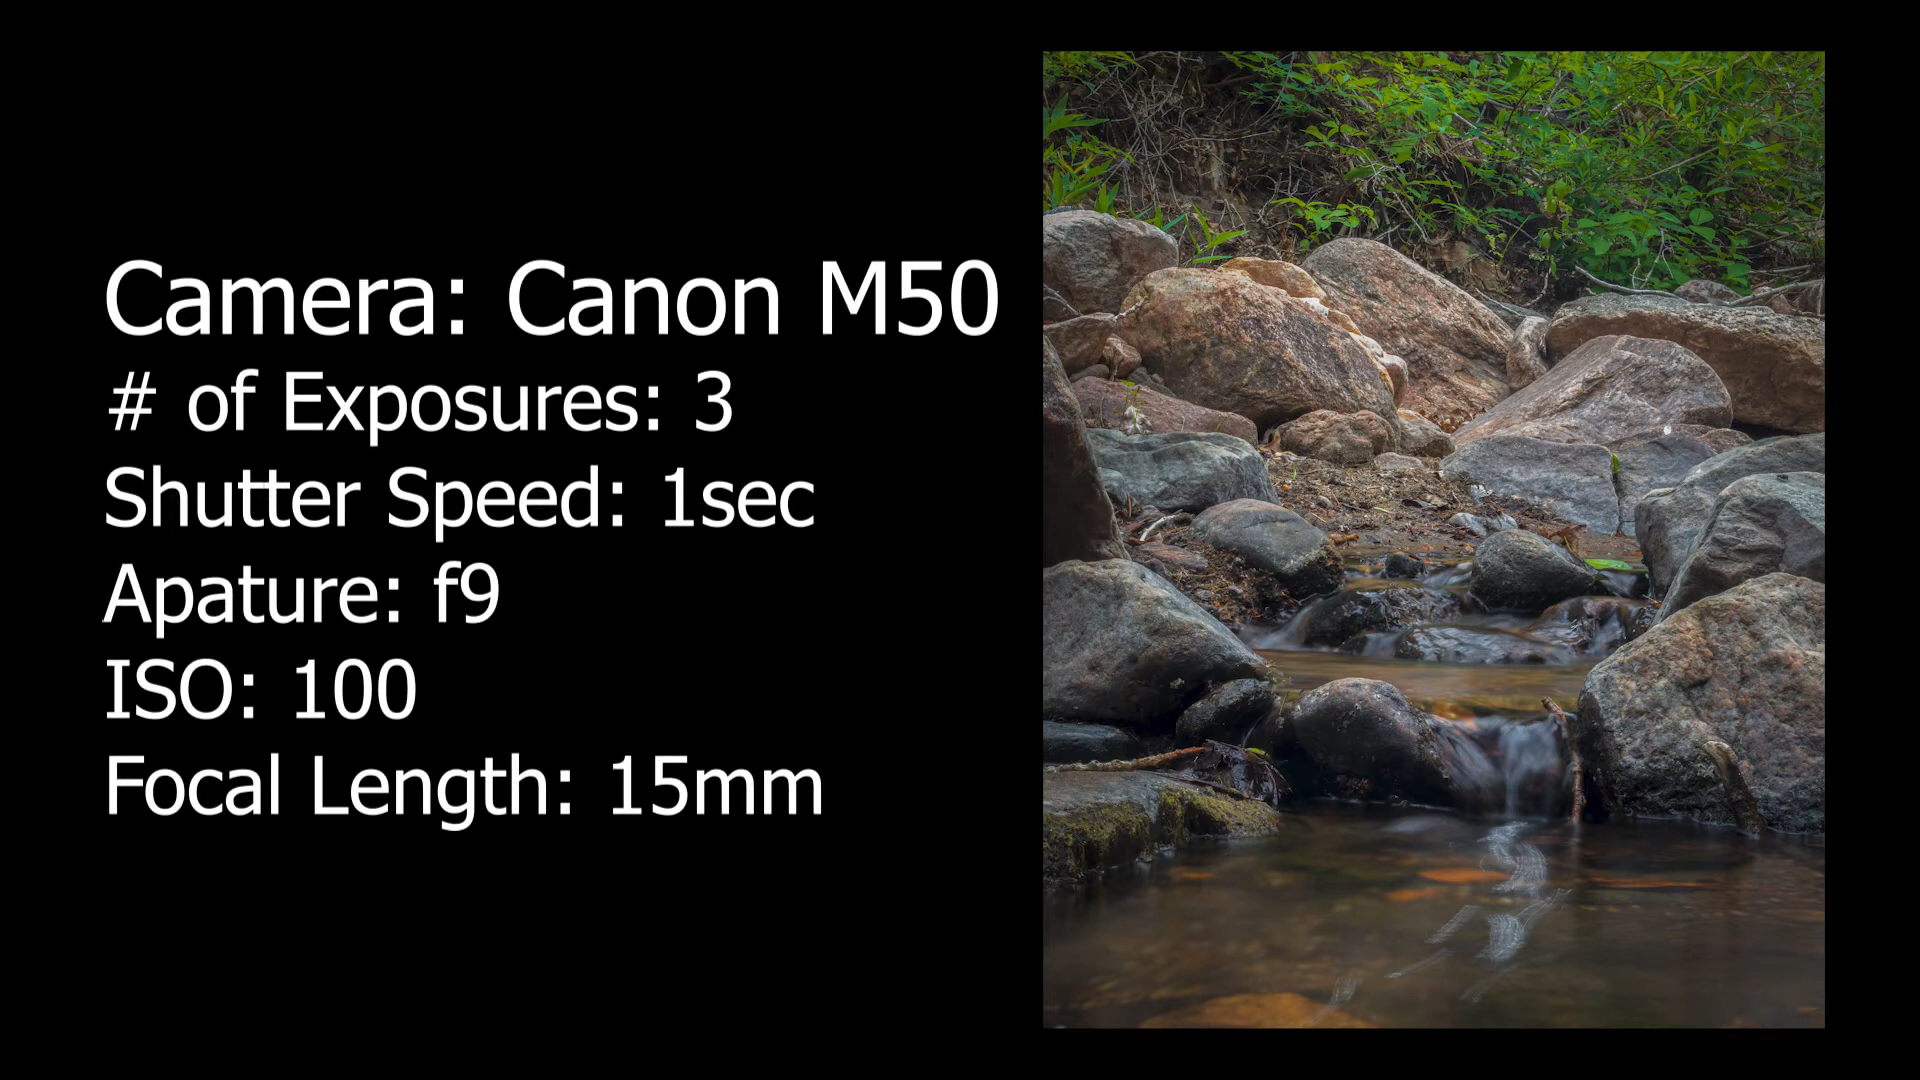 Camera: Canon M50
# of Exposures: 3
Shutter Speed: 1sec
Apature: f9
ISO: 100
Focal Length: 15mm